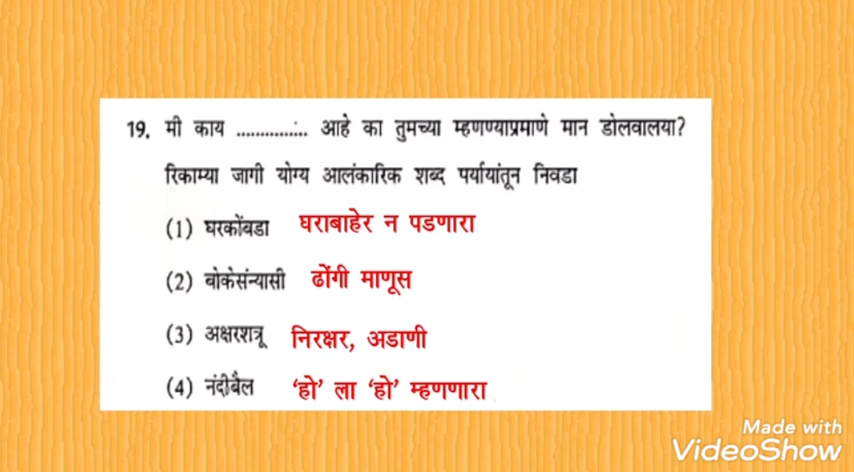 19. मी काय ............... आहे का तुमच्या म्हणण्याप्रमाणे मान डोलवालया?
रिकाम्या जागी योग्य आलंकारिक शब्द पर्यायांतून निवडा
(1) घरकोंबडा घराबाहेर न पडणारा
(2) बोकेसंन्यासी ढोंगी माणूस
(3) अक्षरशत्रू निरक्षर, अडाणी
(4) नंदीबैल ‘हो’ ला ‘हो’ म्हणणारा
Made with
VideoShow